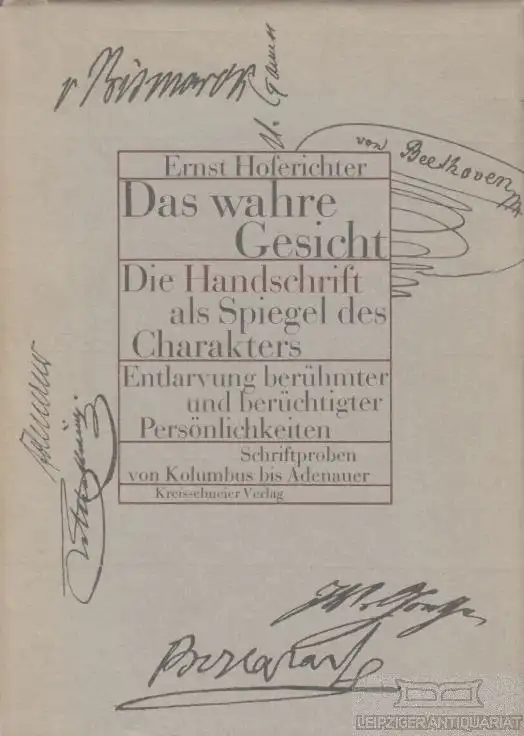 v. Bismarck
von Beethoven
Ernst Hoferichter
Das wahre
Gesicht
Die Handschrift
als Spiegel des
Charakters
Entlarvung berühmter
und berüchtigter
Persönlichkeiten
Schriftproben
von Kolumbus bis Adenauer
Kreisselmeier Verlag
LEIPZIGER ANTIQUARIAT